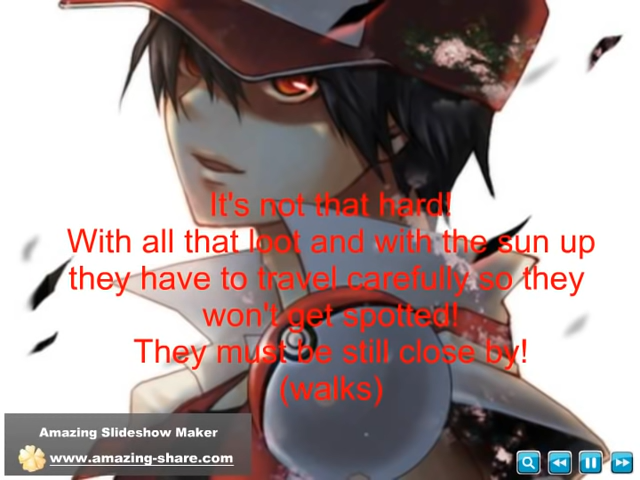 It's not that hard!
With all that loot and with the sun up
they have to travel carefully so they
won't get spotted!
They must be still close by!
(walks)
Amazing Slideshow Maker
www.amazing-share.com